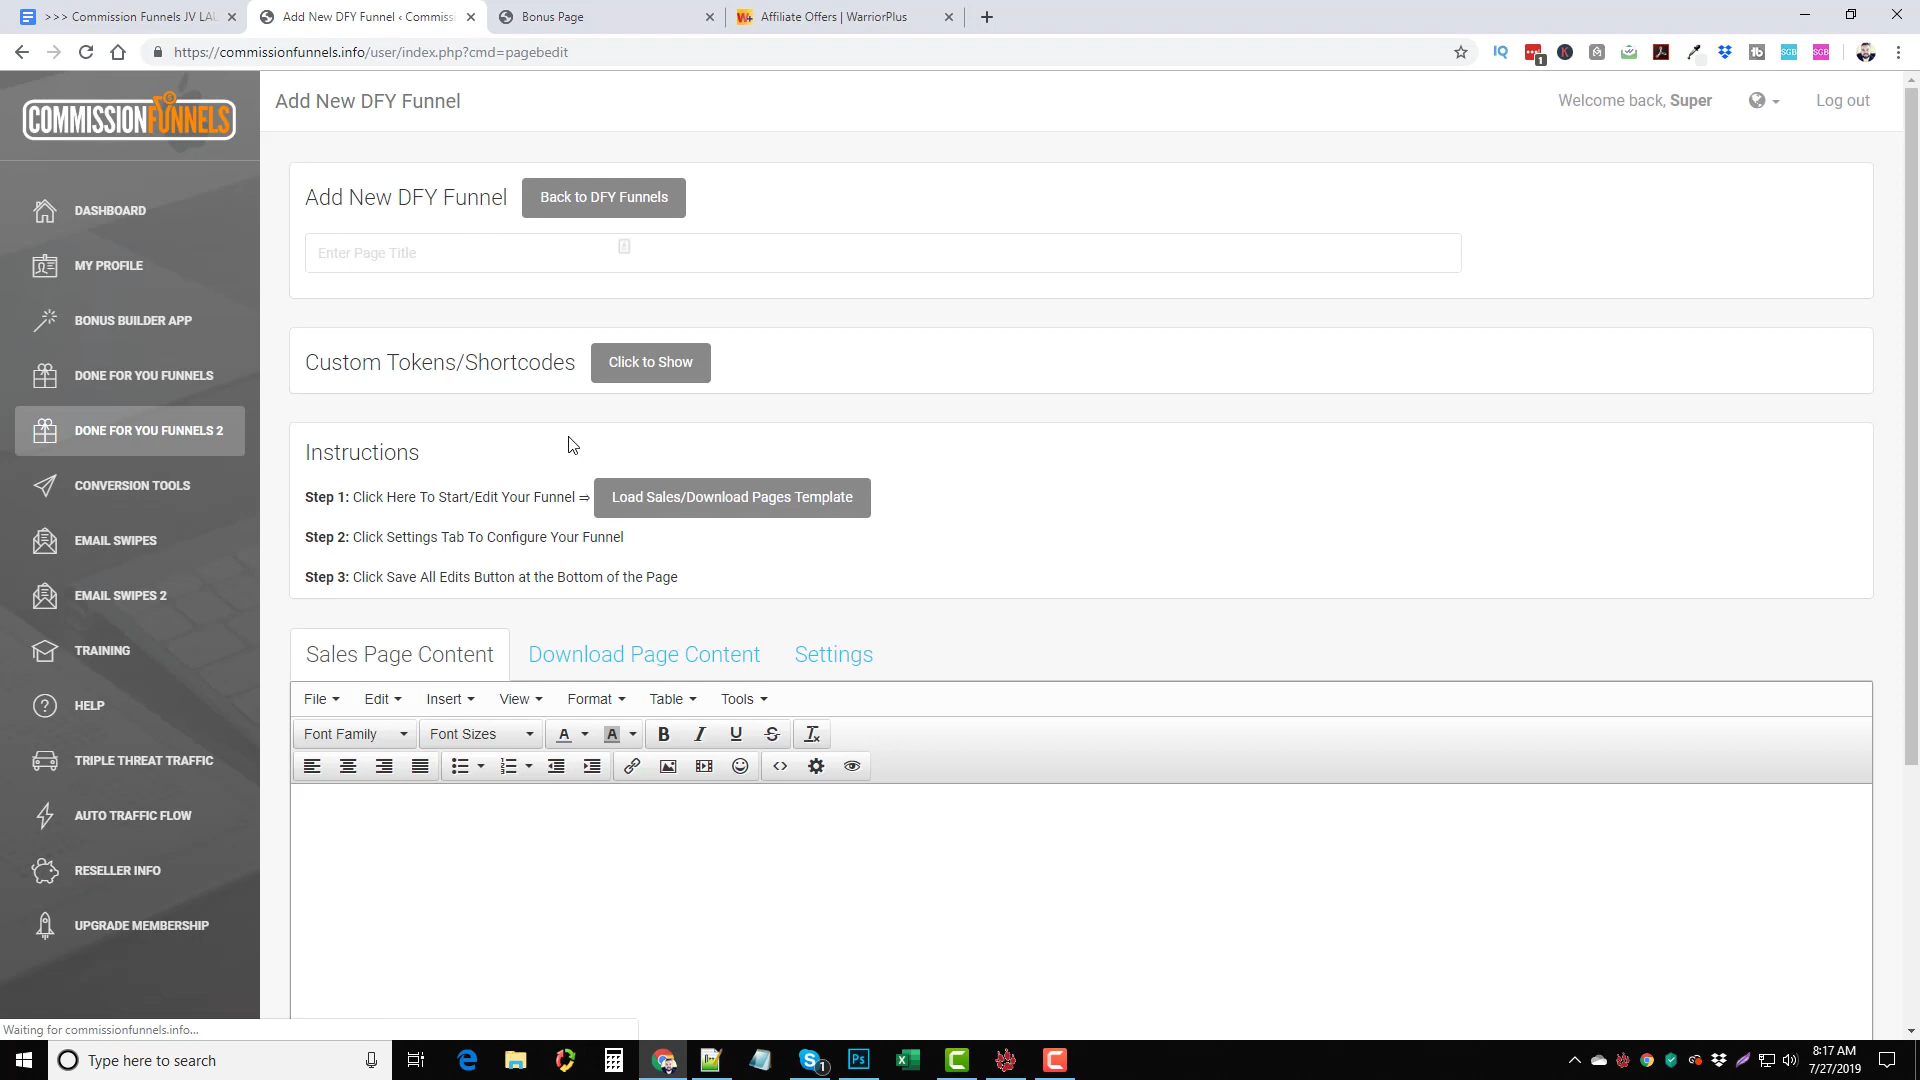 >>> Commission Funnels JV LAU
Add New DFY Funnel ‹ Commiss
Bonus Page
W+ Affiliate Offers | WarriorPlus
https://commissionfunnels.info/user/index.php?cmd=pagebedit
COMMISSIONFUNNELS
Add New DFY Funnel
Welcome back, Super
Log out
DASHBOARD
MY PROFILE
BONUS BUILDER APP
DONE FOR YOU FUNNELS
DONE FOR YOU FUNNELS 2
CONVERSION TOOLS
EMAIL SWIPES
EMAIL SWIPES 2
TRAINING
HELP
TRIPLE THREAT TRAFFIC
AUTO TRAFFIC FLOW
RESELLER INFO
UPGRADE MEMBERSHIP
Add New DFY Funnel
Back to DFY Funnels
Enter Page Title
Custom Tokens/Shortcodes
Click to Show
Instructions
Step 1: Click Here To Start/Edit Your Funnel ⇒ Load Sales/Download Pages Template
Step 2: Click Settings Tab To Configure Your Funnel
Step 3: Click Save All Edits Button at the Bottom of the Page
Sales Page Content
Download Page Content
Settings
File Edit Insert View Format Table Tools
Font Family Font Sizes A A B I U S Tx
Waiting for commissionfunnels.info...
Type here to search
8:17 AM
7/27/2019